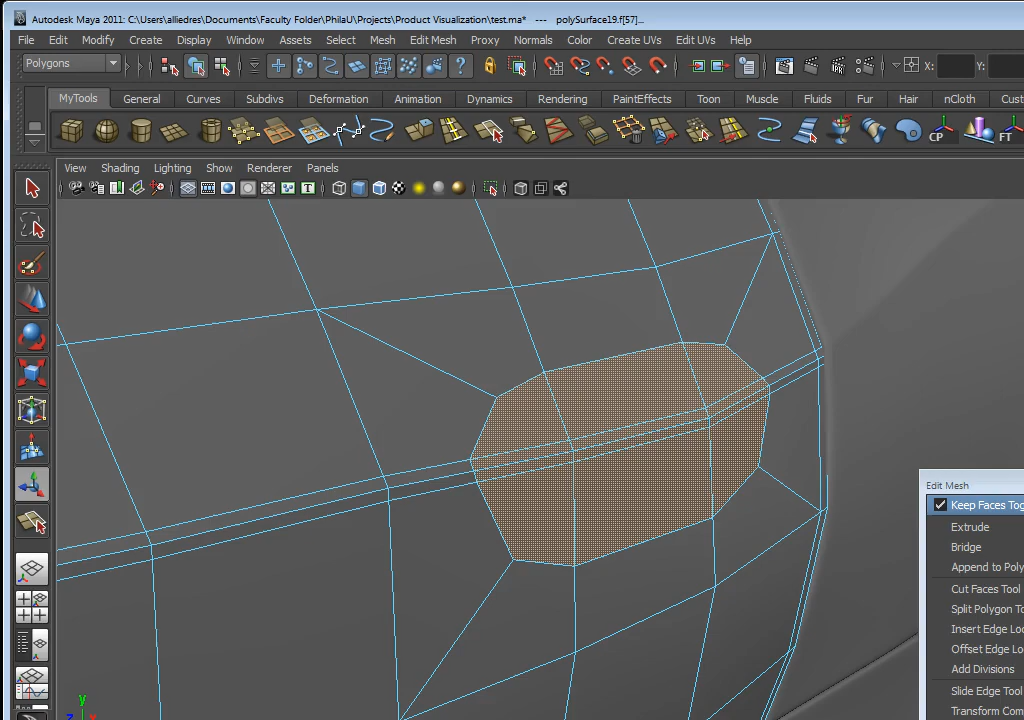 Autodesk Maya 2011: C:\Users\alliedres\Documents\Faculty Folder\PhilaU\Projects\Product Visualization\test.ma* --- polySurface19.f[57]...
File Edit Modify Create Display Window Assets Select Mesh Edit Mesh Proxy Normals Color Create UVs Edit UVs Help
Polygons ? X: Y:
MyTools General Curves Subdivs Deformation Animation Dynamics Rendering PaintEffects Toon Muscle Fluids Fur Hair nCloth Cust
CP FT
View Shading Lighting Show Renderer Panels
T
Edit Mesh
Keep Faces Tog
Extrude
Bridge
Append to Poly
Cut Faces Tool
Split Polygon To
Insert Edge Loo
Offset Edge Loo
Add Divisions
Slide Edge Tool
Transform Com
y
z x